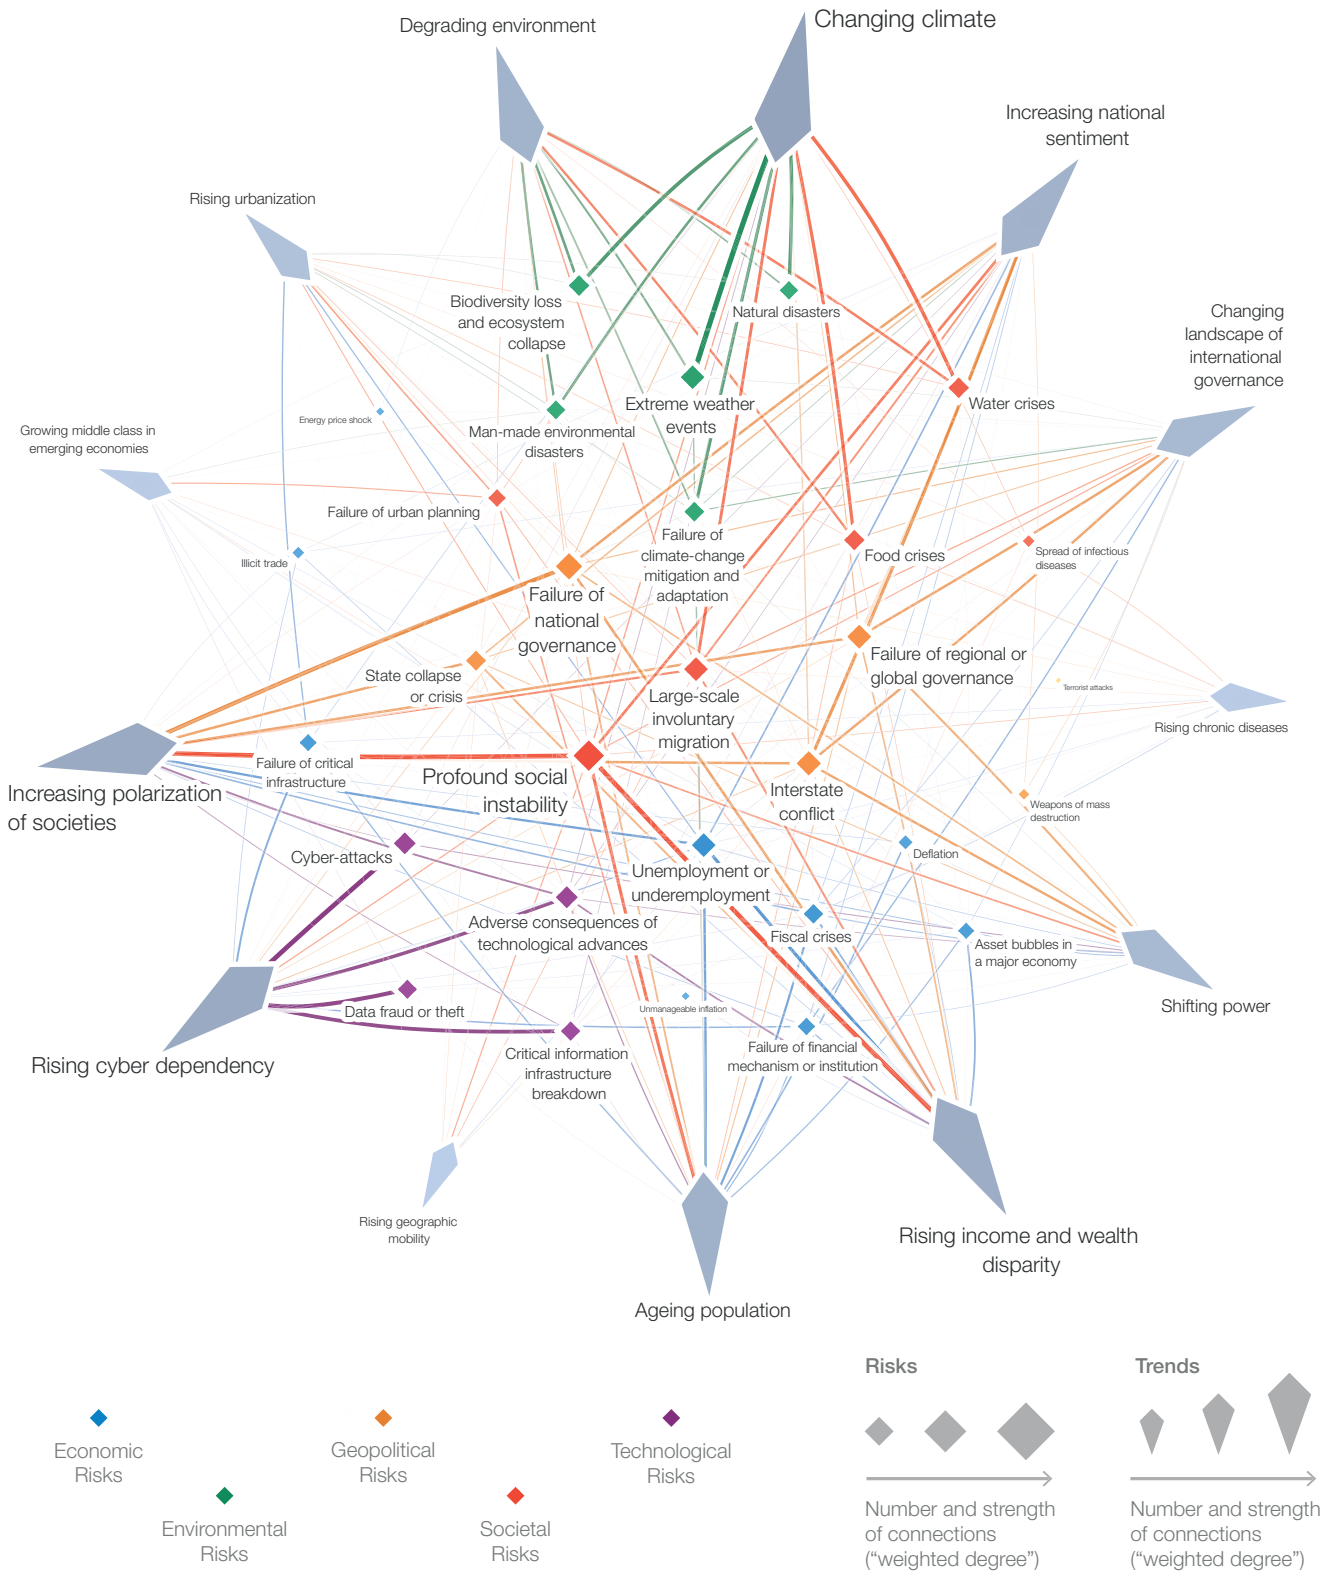 Degrading environment
Changing climate
Increasing national
sentiment
Rising urbanization
Changing
landscape of
international
governance
Biodiversity loss
and ecosystem
collapse
Natural disasters
Extreme weather
events
Water crises
Energy price shock
Man-made environmental
disasters
Growing middle class in
emerging economies
Failure of urban planning
Failure of
climate-change
mitigation and
adaptation
Food crises
Spread of infectious
diseases
Illicit trade
Failure of
national
governance
State collapse
or crisis
Large-scale
involuntary
migration
Failure of regional or
global governance
Terrorist attacks
Rising chronic diseases
Failure of critical
infrastructure
Profound social
instability
Interstate
conflict
Weapons of mass
destruction
Increasing polarization
of societies
Cyber-attacks
Unemployment or
underemployment
Deflation
Adverse consequences of
technological advances
Fiscal crises
Asset bubbles in
a major economy
Data fraud or theft
Unmanageable inflation
Shifting power
Critical information
infrastructure
breakdown
Failure of financial
mechanism or institution
Rising cyber dependency
Rising geographic
mobility
Rising income and wealth
disparity
Ageing population
Risks
Trends
Economic
Risks
Geopolitical
Risks
Technological
Risks
Environmental
Risks
Societal
Risks
Number and strength
of connections
(“weighted degree”)
Number and strength
of connections
(“weighted degree”)